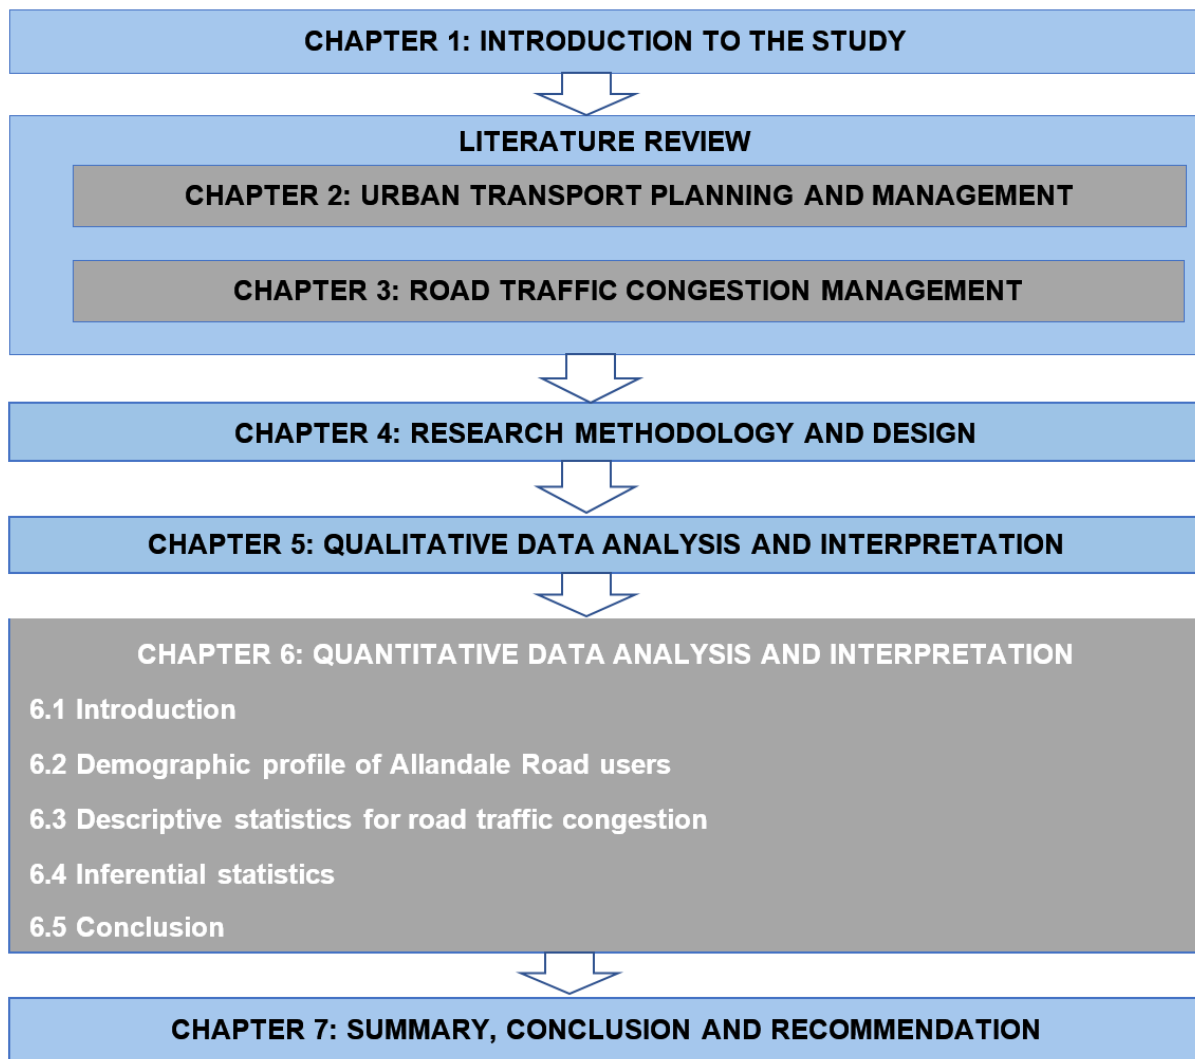 CHAPTER 1: INTRODUCTION TO THE STUDY
LITERATURE REVIEW
CHAPTER 2: URBAN TRANSPORT PLANNING AND MANAGEMENT
CHAPTER 3: ROAD TRAFFIC CONGESTION MANAGEMENT
CHAPTER 4: RESEARCH METHODOLOGY AND DESIGN
CHAPTER 5: QUALITATIVE DATA ANALYSIS AND INTERPRETATION
CHAPTER 6: QUANTITATIVE DATA ANALYSIS AND INTERPRETATION
6.1 Introduction
6.2 Demographic profile of Allandale Road users
6.3 Descriptive statistics for road traffic congestion
6.4 Inferential statistics
6.5 Conclusion
CHAPTER 7: SUMMARY, CONCLUSION AND RECOMMENDATION